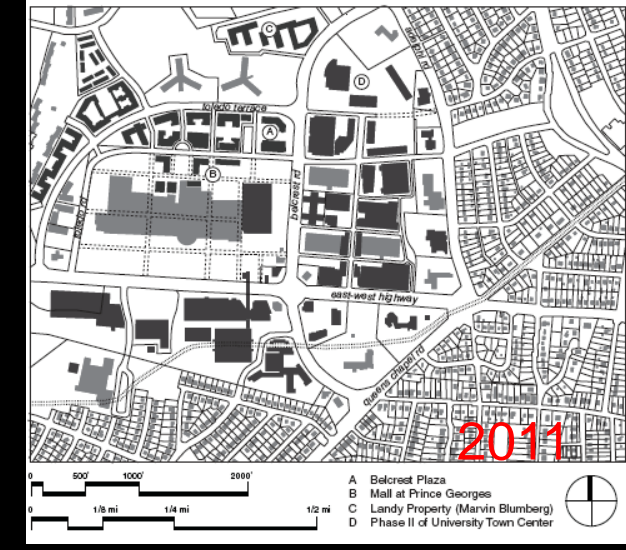 C
adelphi rd
D
toledo terrace
A
B
belcrest rd
toledo rd
east-west highway
queens chapel rd
2011
0 500' 1000' 2000'
0 1/8 mi 1/4 mi 1/2 mi
A Belcrest Plaza
B Mall at Prince Georges
C Landy Property (Marvin Blumberg)
D Phase II of University Town Center